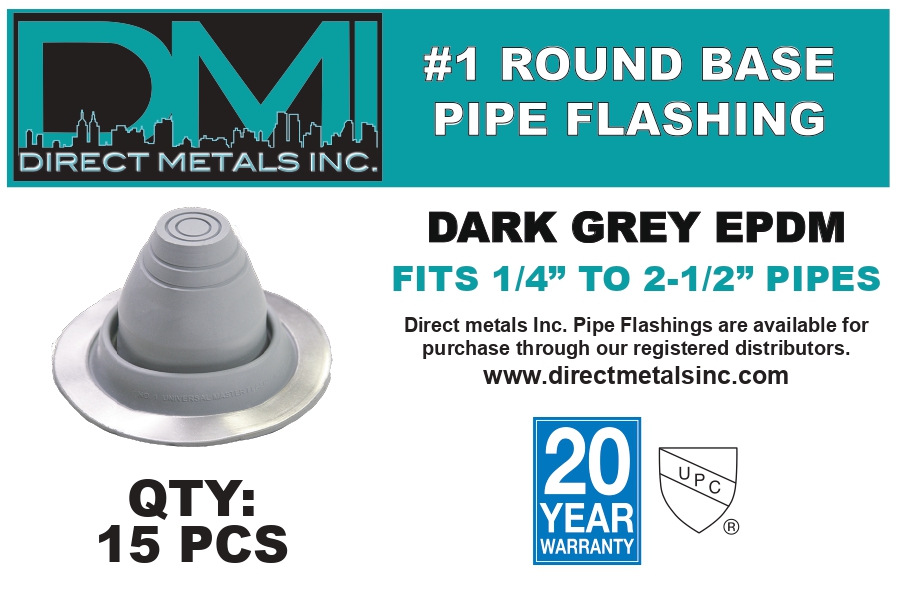 DMI
DIRECT METALS INC.
#1 ROUND BASE
PIPE FLASHING
DARK GREY EPDM
FITS 1/4” TO 2-1/2” PIPES
Direct metals Inc. Pipe Flashings are available for
purchase through our registered distributors.
www.directmetalsinc.com
QTY:
15 PCS
20
YEAR
WARRANTY
UPC
®